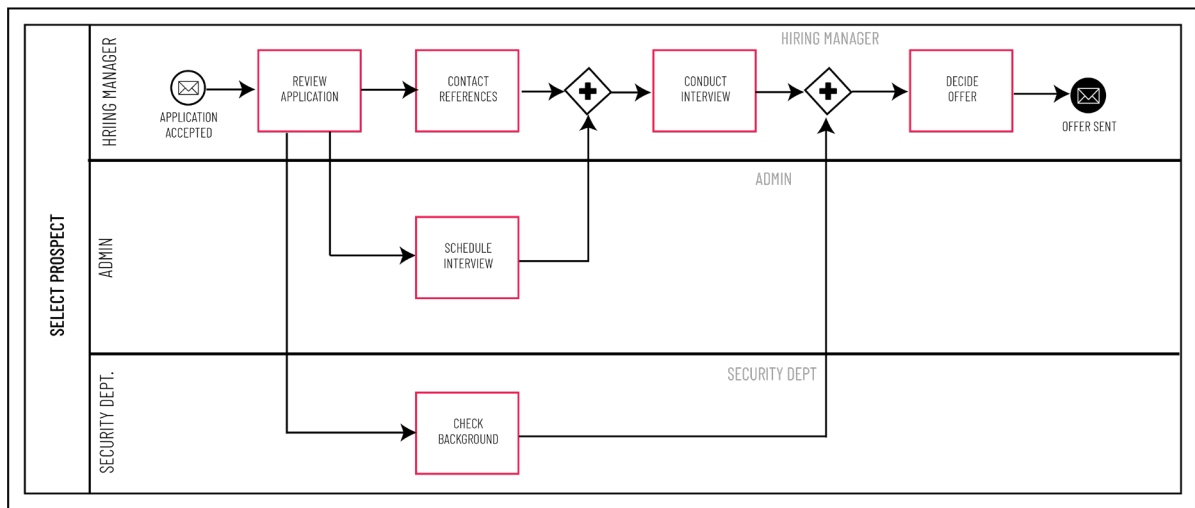 SELECT PROSPECT
HRIING MANAGER
HIRING MANAGER
APPLICATION
ACCEPTED
REVIEW
APPLICATION
CONTACT
REFERENCES
CONDUCT
INTERVIEW
DECIDE
OFFER
OFFER SENT
ADMIN
ADMIN
SCHEDULE
INTERVIEW
SECURITY DEPT.
SECURITY DEPT
CHECK
BACKGROUND